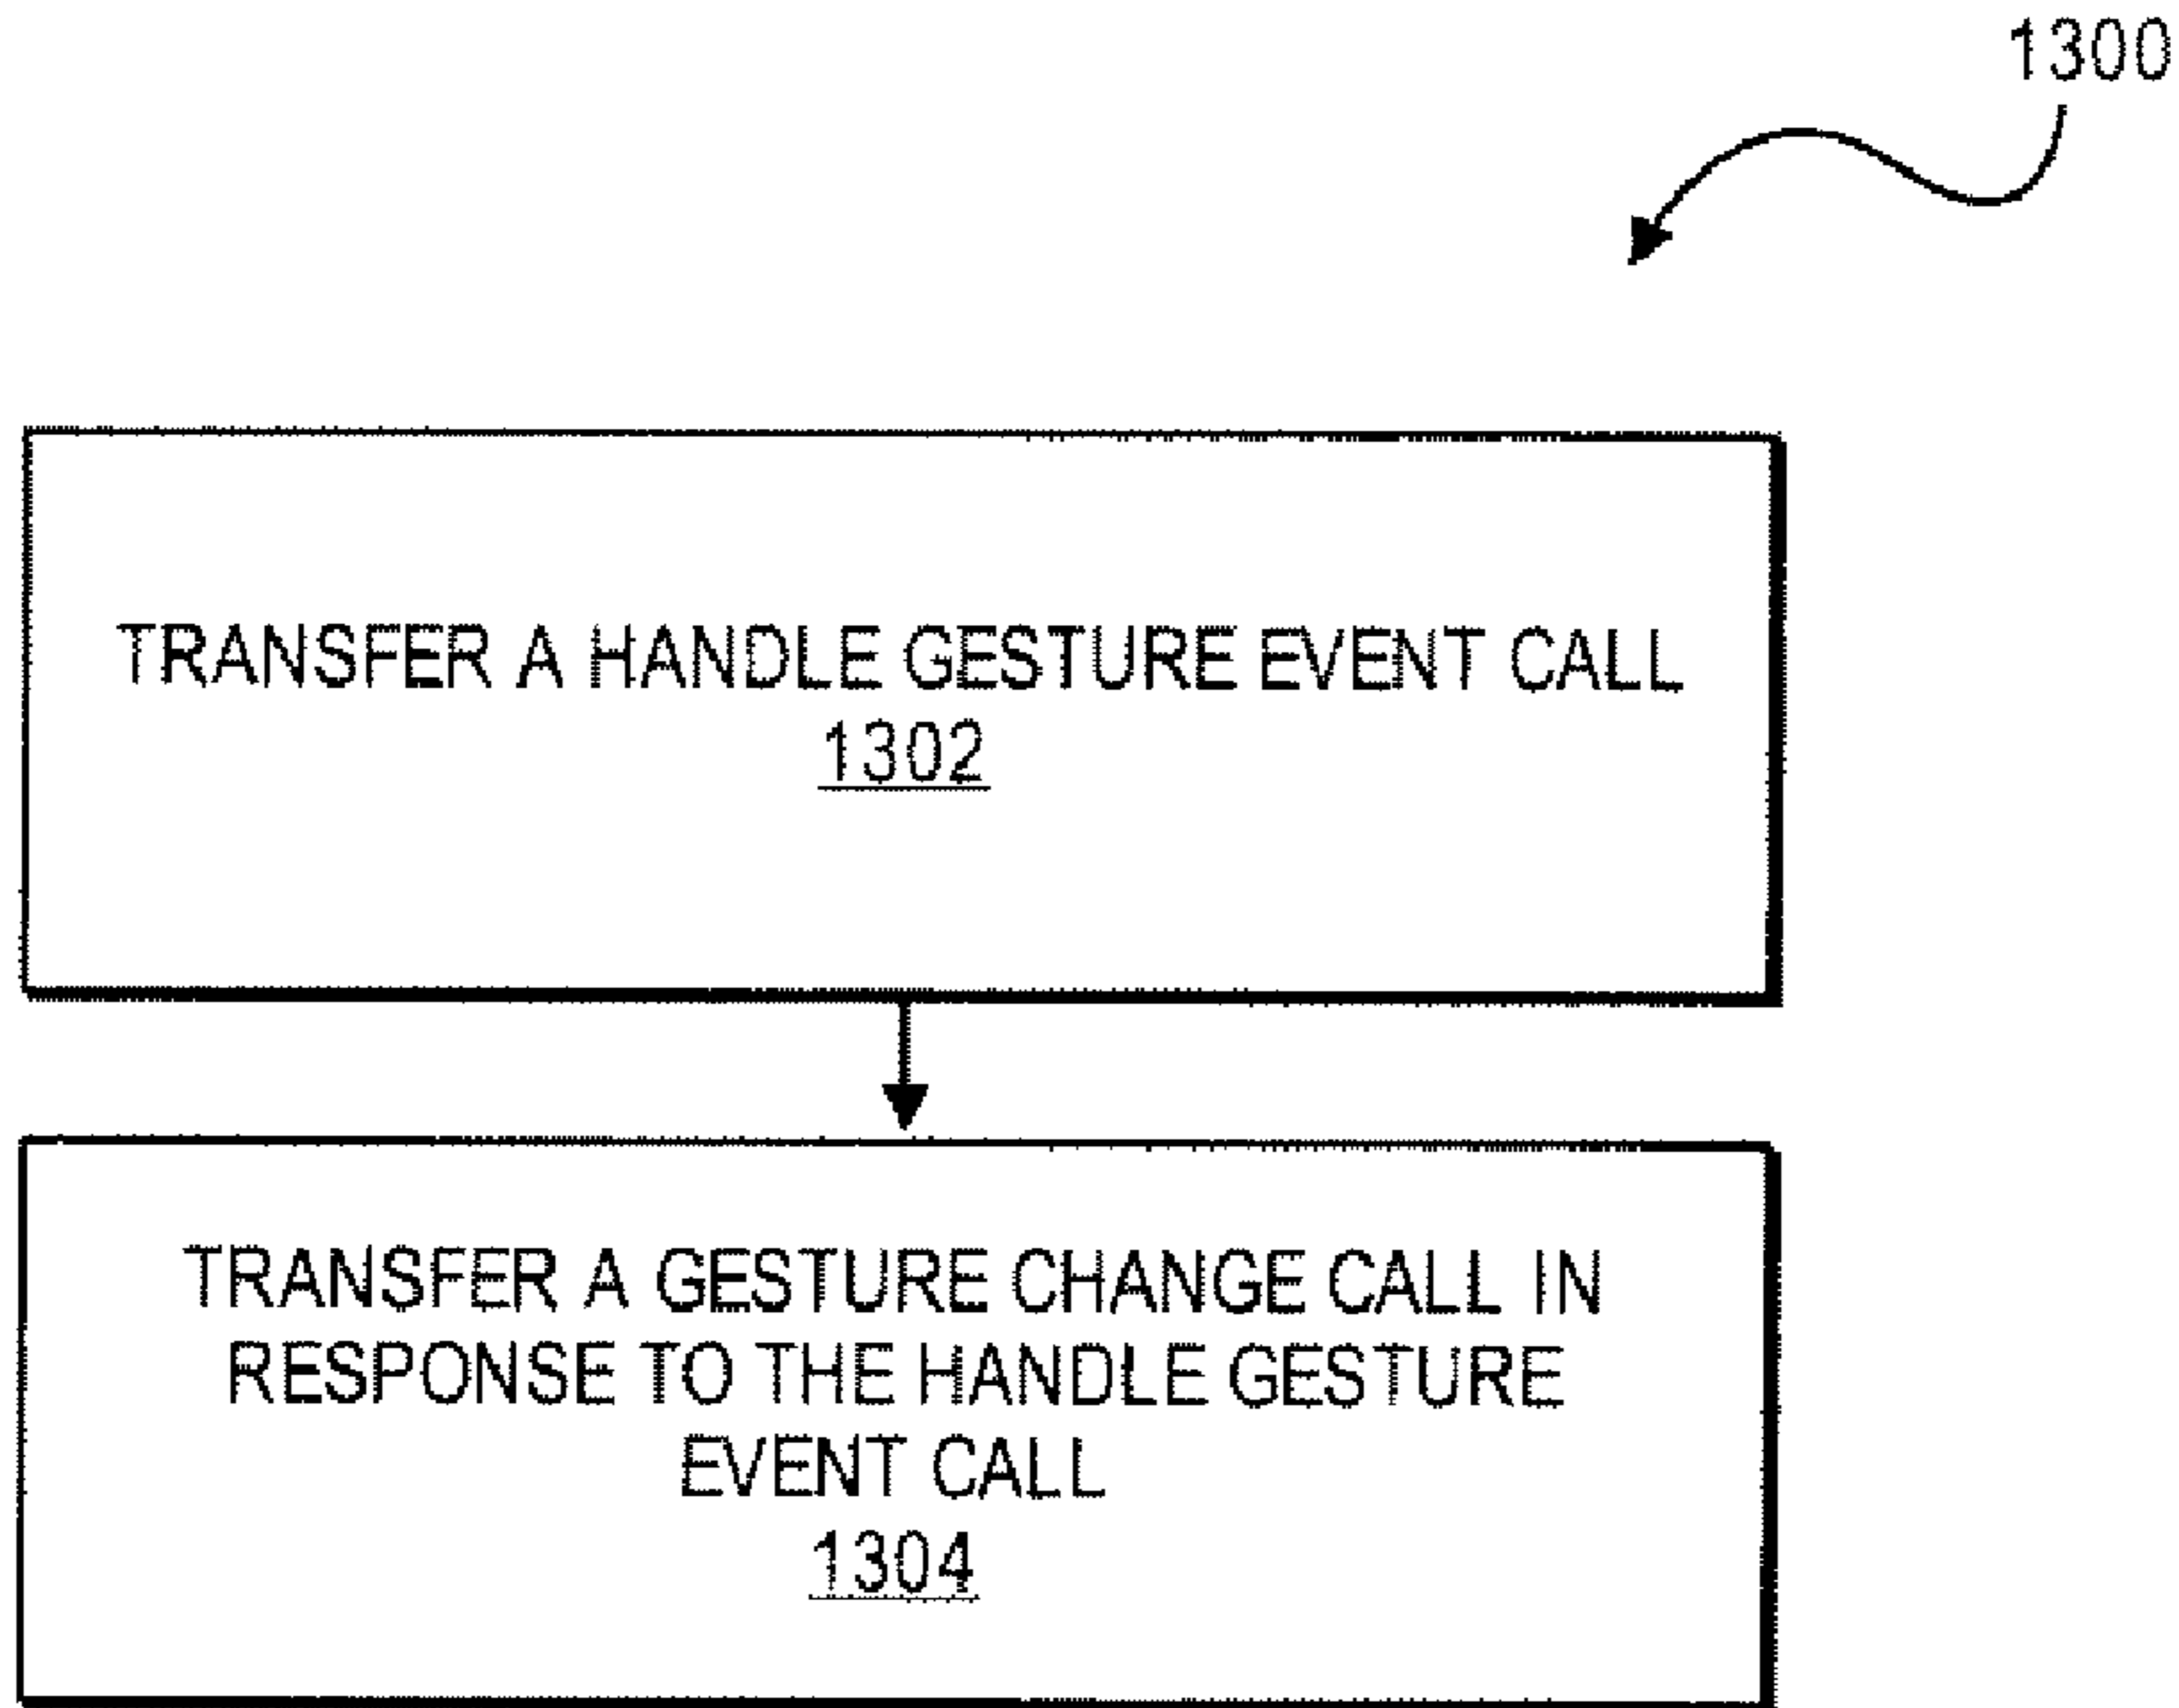 1300
TRANSFER A HANDLE GESTURE EVENT CALL
1302
TRANSFER A GESTURE CHANGE CALL IN
RESPONSE TO THE HANDLE GESTURE
EVENT CALL
1304